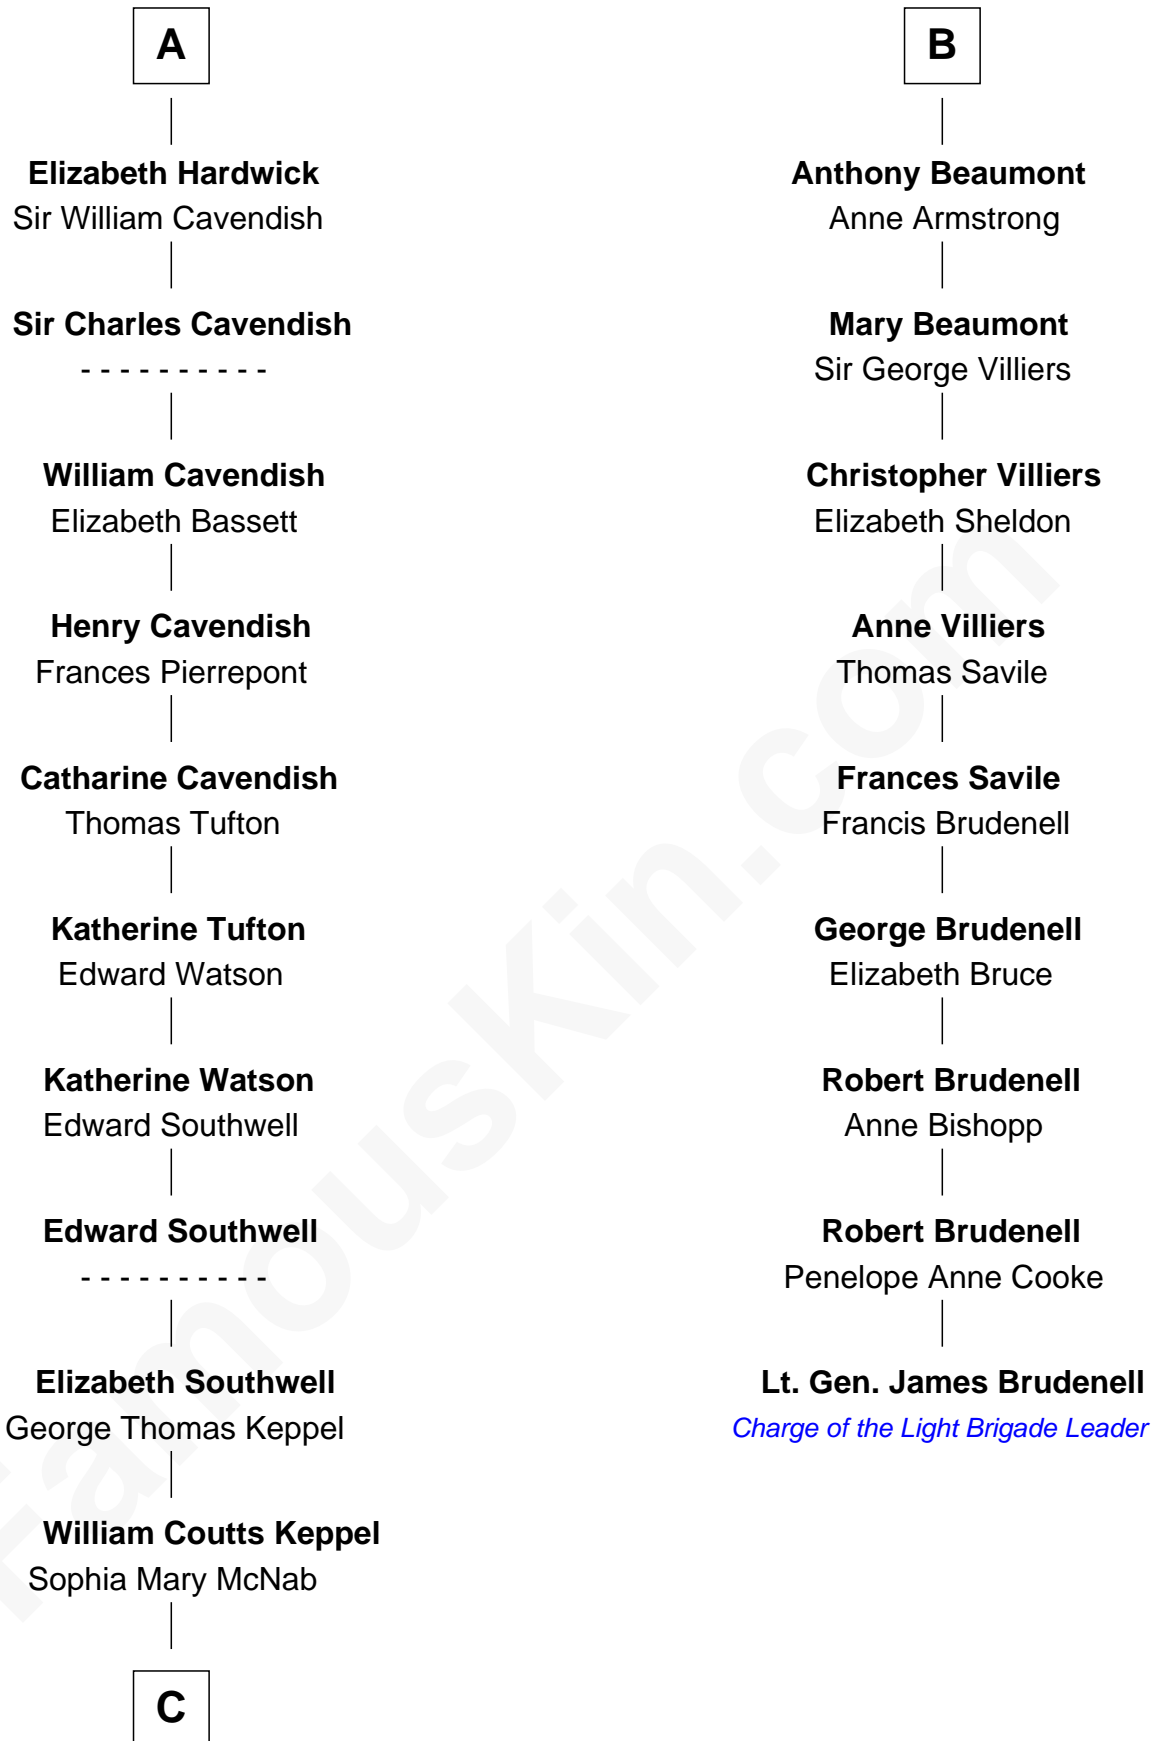 A
Elizabeth Hardwick
Sir William Cavendish
Sir Charles Cavendish
- - - - - - - - - -
William Cavendish
Elizabeth Bassett
Henry Cavendish
Frances Pierrepont
Catharine Cavendish
Thomas Tufton
Katherine Tufton
Edward Watson
Katherine Watson
Edward Southwell
Edward Southwell
- - - - - - - - - -
Elizabeth Southwell
George Thomas Keppel
William Coutts Keppel
Sophia Mary McNab
C
B
Anthony Beaumont
Anne Armstrong
Mary Beaumont
Sir George Villiers
Christopher Villiers
Elizabeth Sheldon
Anne Villiers
Thomas Savile
Frances Savile
Francis Brudenell
George Brudenell
Elizabeth Bruce
Robert Brudenell
Anne Bishopp
Robert Brudenell
Penelope Anne Cooke
Lt. Gen. James Brudenell
Charge of the Light Brigade Leader
FamousKin.com